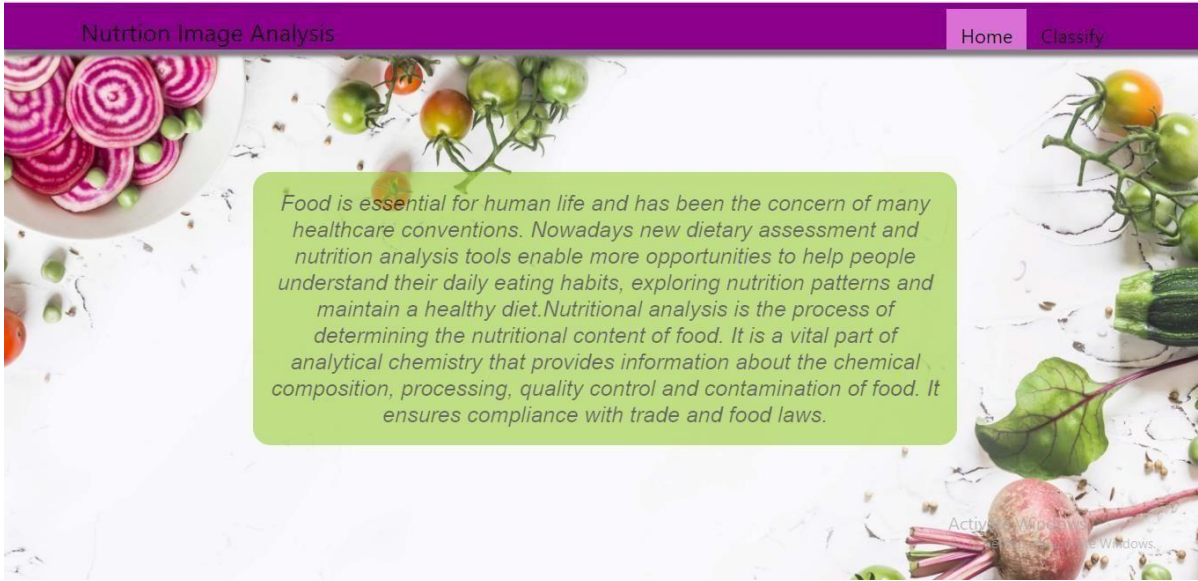 Nutrtion Image Analysis
Home Classify
Food is essential for human life and has been the concern of many
healthcare conventions. Nowadays new dietary assessment and
nutrition analysis tools enable more opportunities to help people
understand their daily eating habits, exploring nutrition patterns and
maintain a healthy diet.Nutritional analysis is the process of
determining the nutritional content of food. It is a vital part of
analytical chemistry that provides information about the chemical
composition, processing, quality control and contamination of food. It
ensures compliance with trade and food laws.
Windows
Windows.